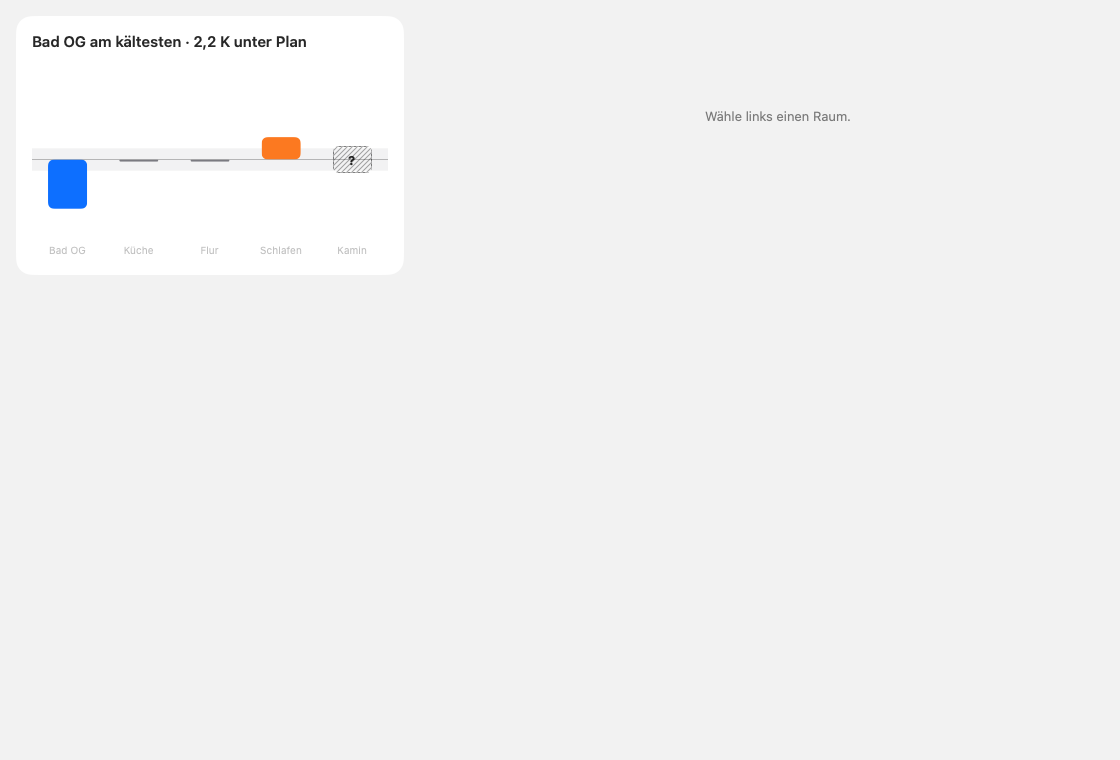 Bad OG am kältesten · 2,2 K unter Plan
Wähle links einen Raum.
?
Bad OG Küche Flur Schlafen Kamin